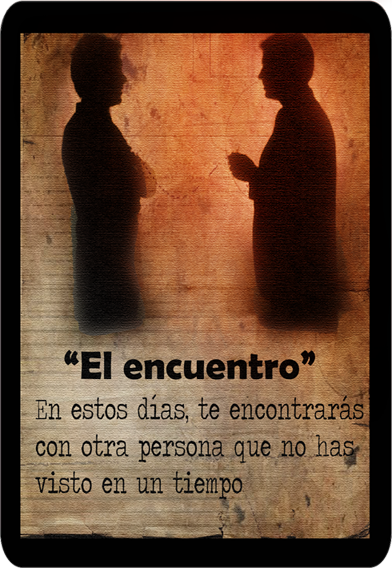 “El encuentro”
En estos días, te encontrarás
con otra persona que no has
visto en un tiempo